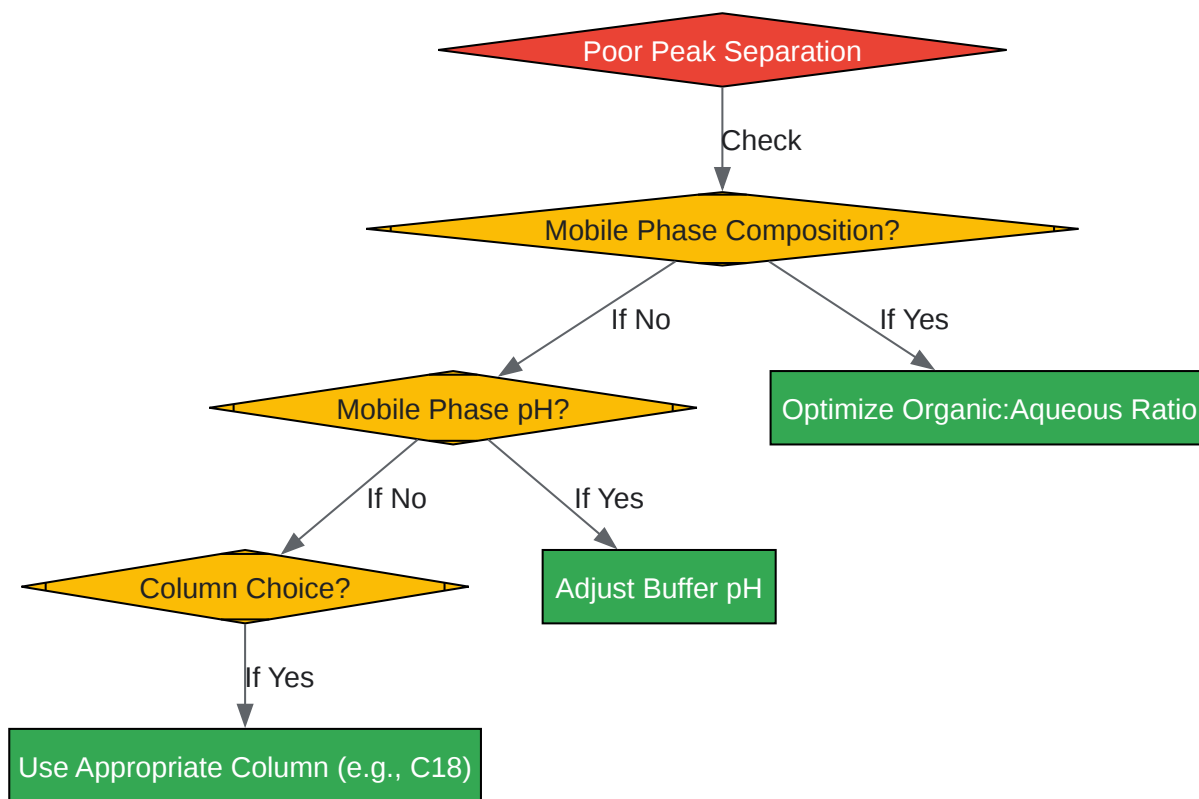 Poor Peak Separation
Check
Mobile Phase Composition?
If No
If Yes
Mobile Phase pH?
Optimize Organic:Aqueous Ratio
If No
If Yes
Column Choice?
Adjust Buffer pH
If Yes
Use Appropriate Column (e.g., C18)